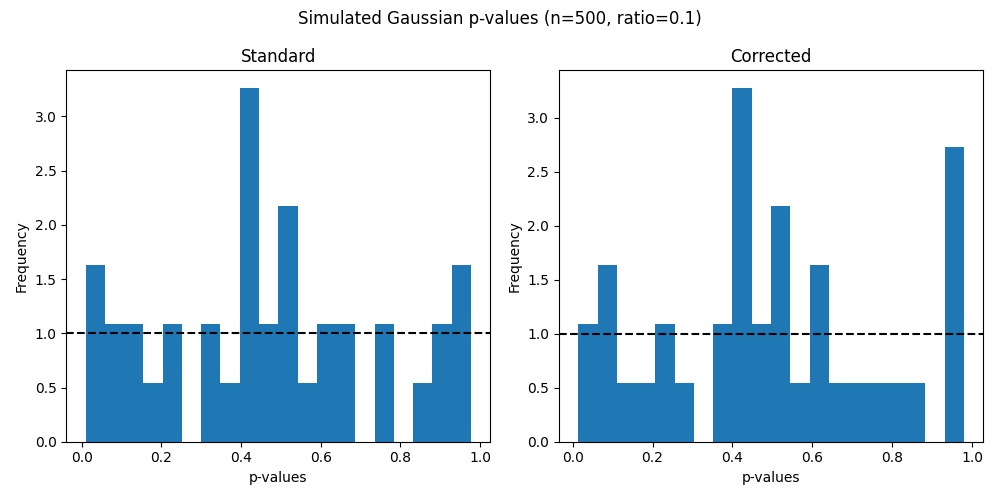 Simulated Gaussian p-values (n=500, ratio=0.1)
Standard
Frequency
3.0
2.5
2.0
1.5
1.0
0.5
0.0
0.0 0.2 0.4 0.6 0.8 1.0
p-values
Corrected
Frequency
3.0
2.5
2.0
1.5
1.0
0.5
0.0
0.0 0.2 0.4 0.6 0.8 1.0
p-values